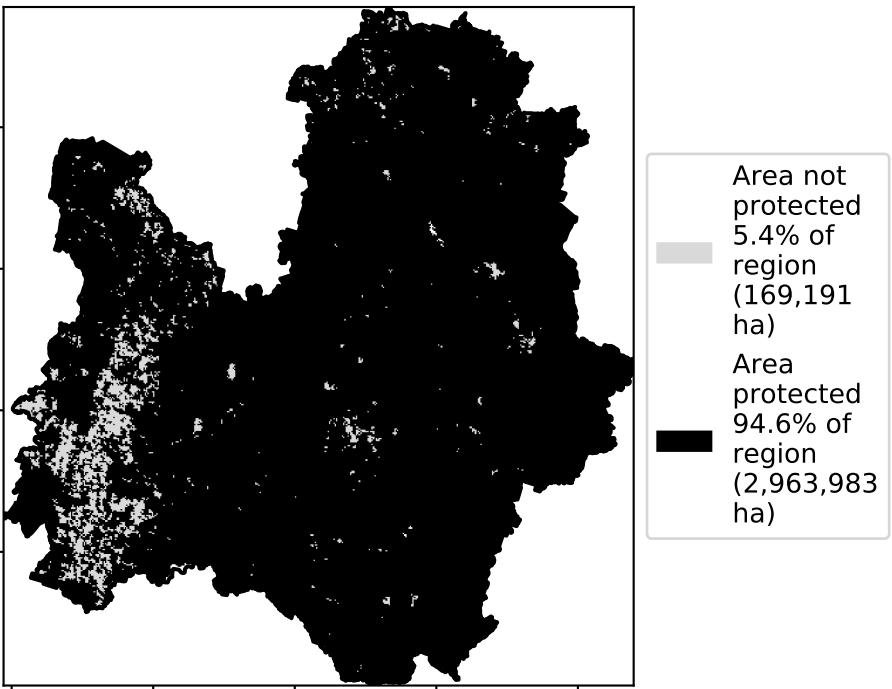 Area not
protected
5.4% of
region
(169,191
ha)
Area
protected
94.6% of
region
(2,963,983
ha)